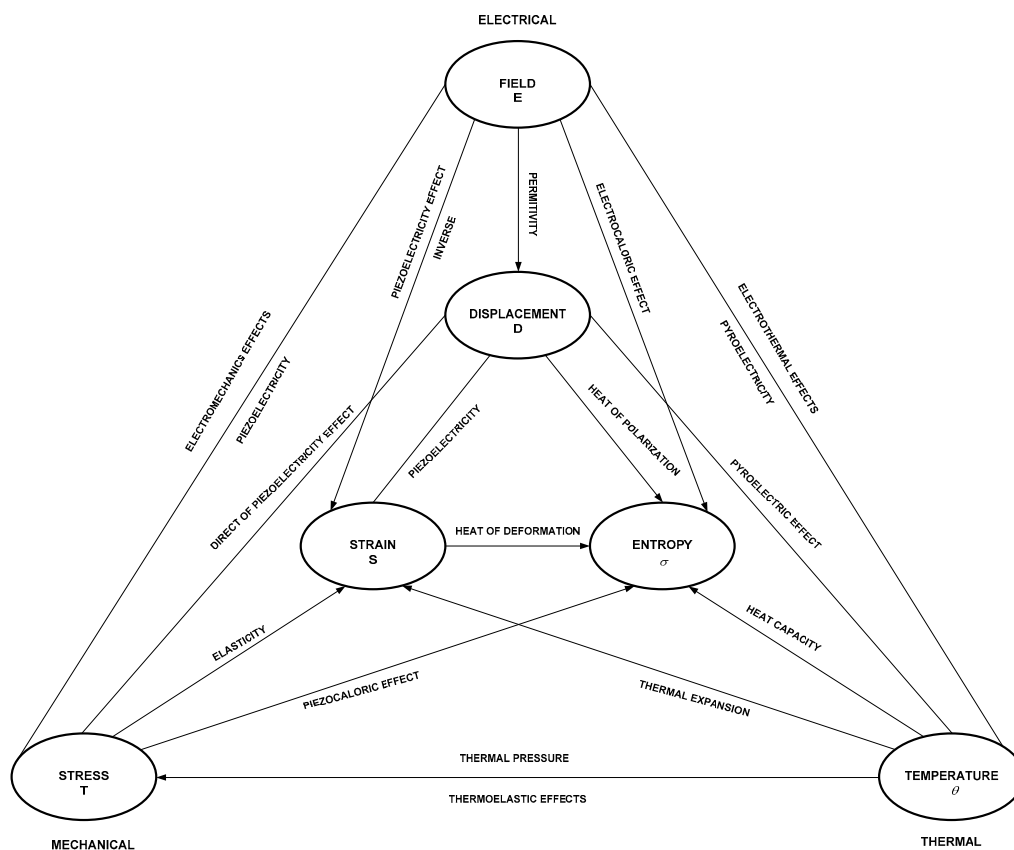 ELECTRICAL
FIELD
E
PIEZOELECTRICITY EFFECT
INVERSE
PERMITIVITY
ELECTROCALORIC EFFECT
DISPLACEMENT
D
ELECTROMECHANICS EFFECTS
PIEZOELECTRICITY
ELECTROTHERMAL EFFECTS
PYROELECTRICITY
DIRECT OF PIEZOELECTRICITY EFFECT
PIEZOELECTRICITY
HEAT OF POLARIZATION
PYROELECTRIC EFFECT
STRAIN
S
HEAT OF DEFORMATION
ENTROPY
σ
ELASTICITY
HEAT CAPACITY
PIEZOCALORIC EFFECT
THERMAL EXPANSION
STRESS
T
THERMAL PRESSURE
THERMOELASTIC EFFECTS
TEMPERATURE
θ
MECHANICAL
THERMAL